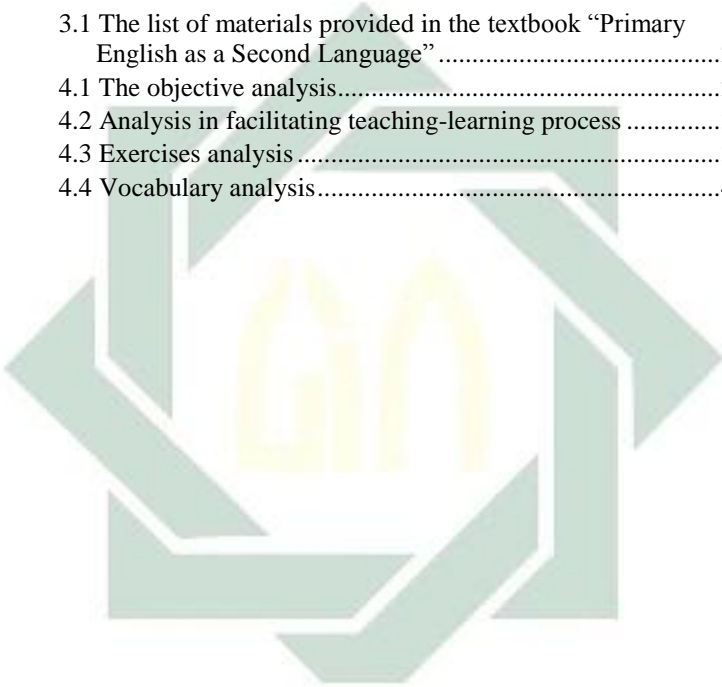 3.1 The list of materials provided in the textbook “Primary
English as a Second Language”........................................
4.1 The objective analysis........................................................
4.2 Analysis in facilitating teaching-learning process ..............
4.3 Exercises analysis ..............................................................
4.4 Vocabulary analysis...........................................................